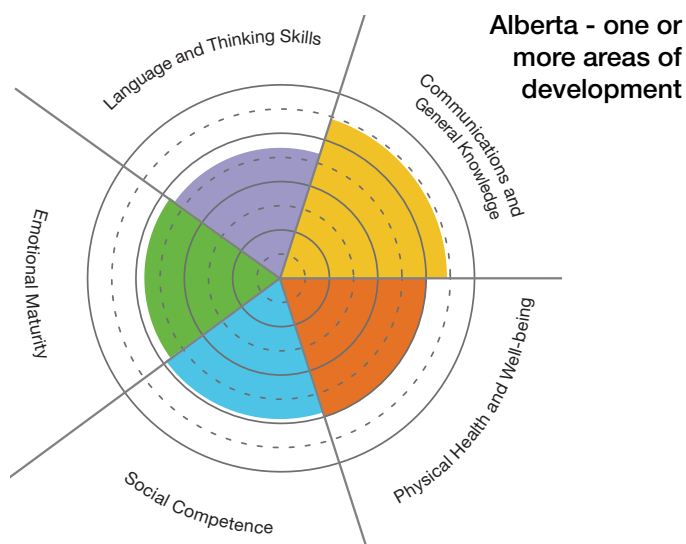 Alberta - one or
more areas of
development
Language and Thinking Skills
Communications and
General Knowledge
Emotional Maturity
Physical Health and Well-being
Social Competence